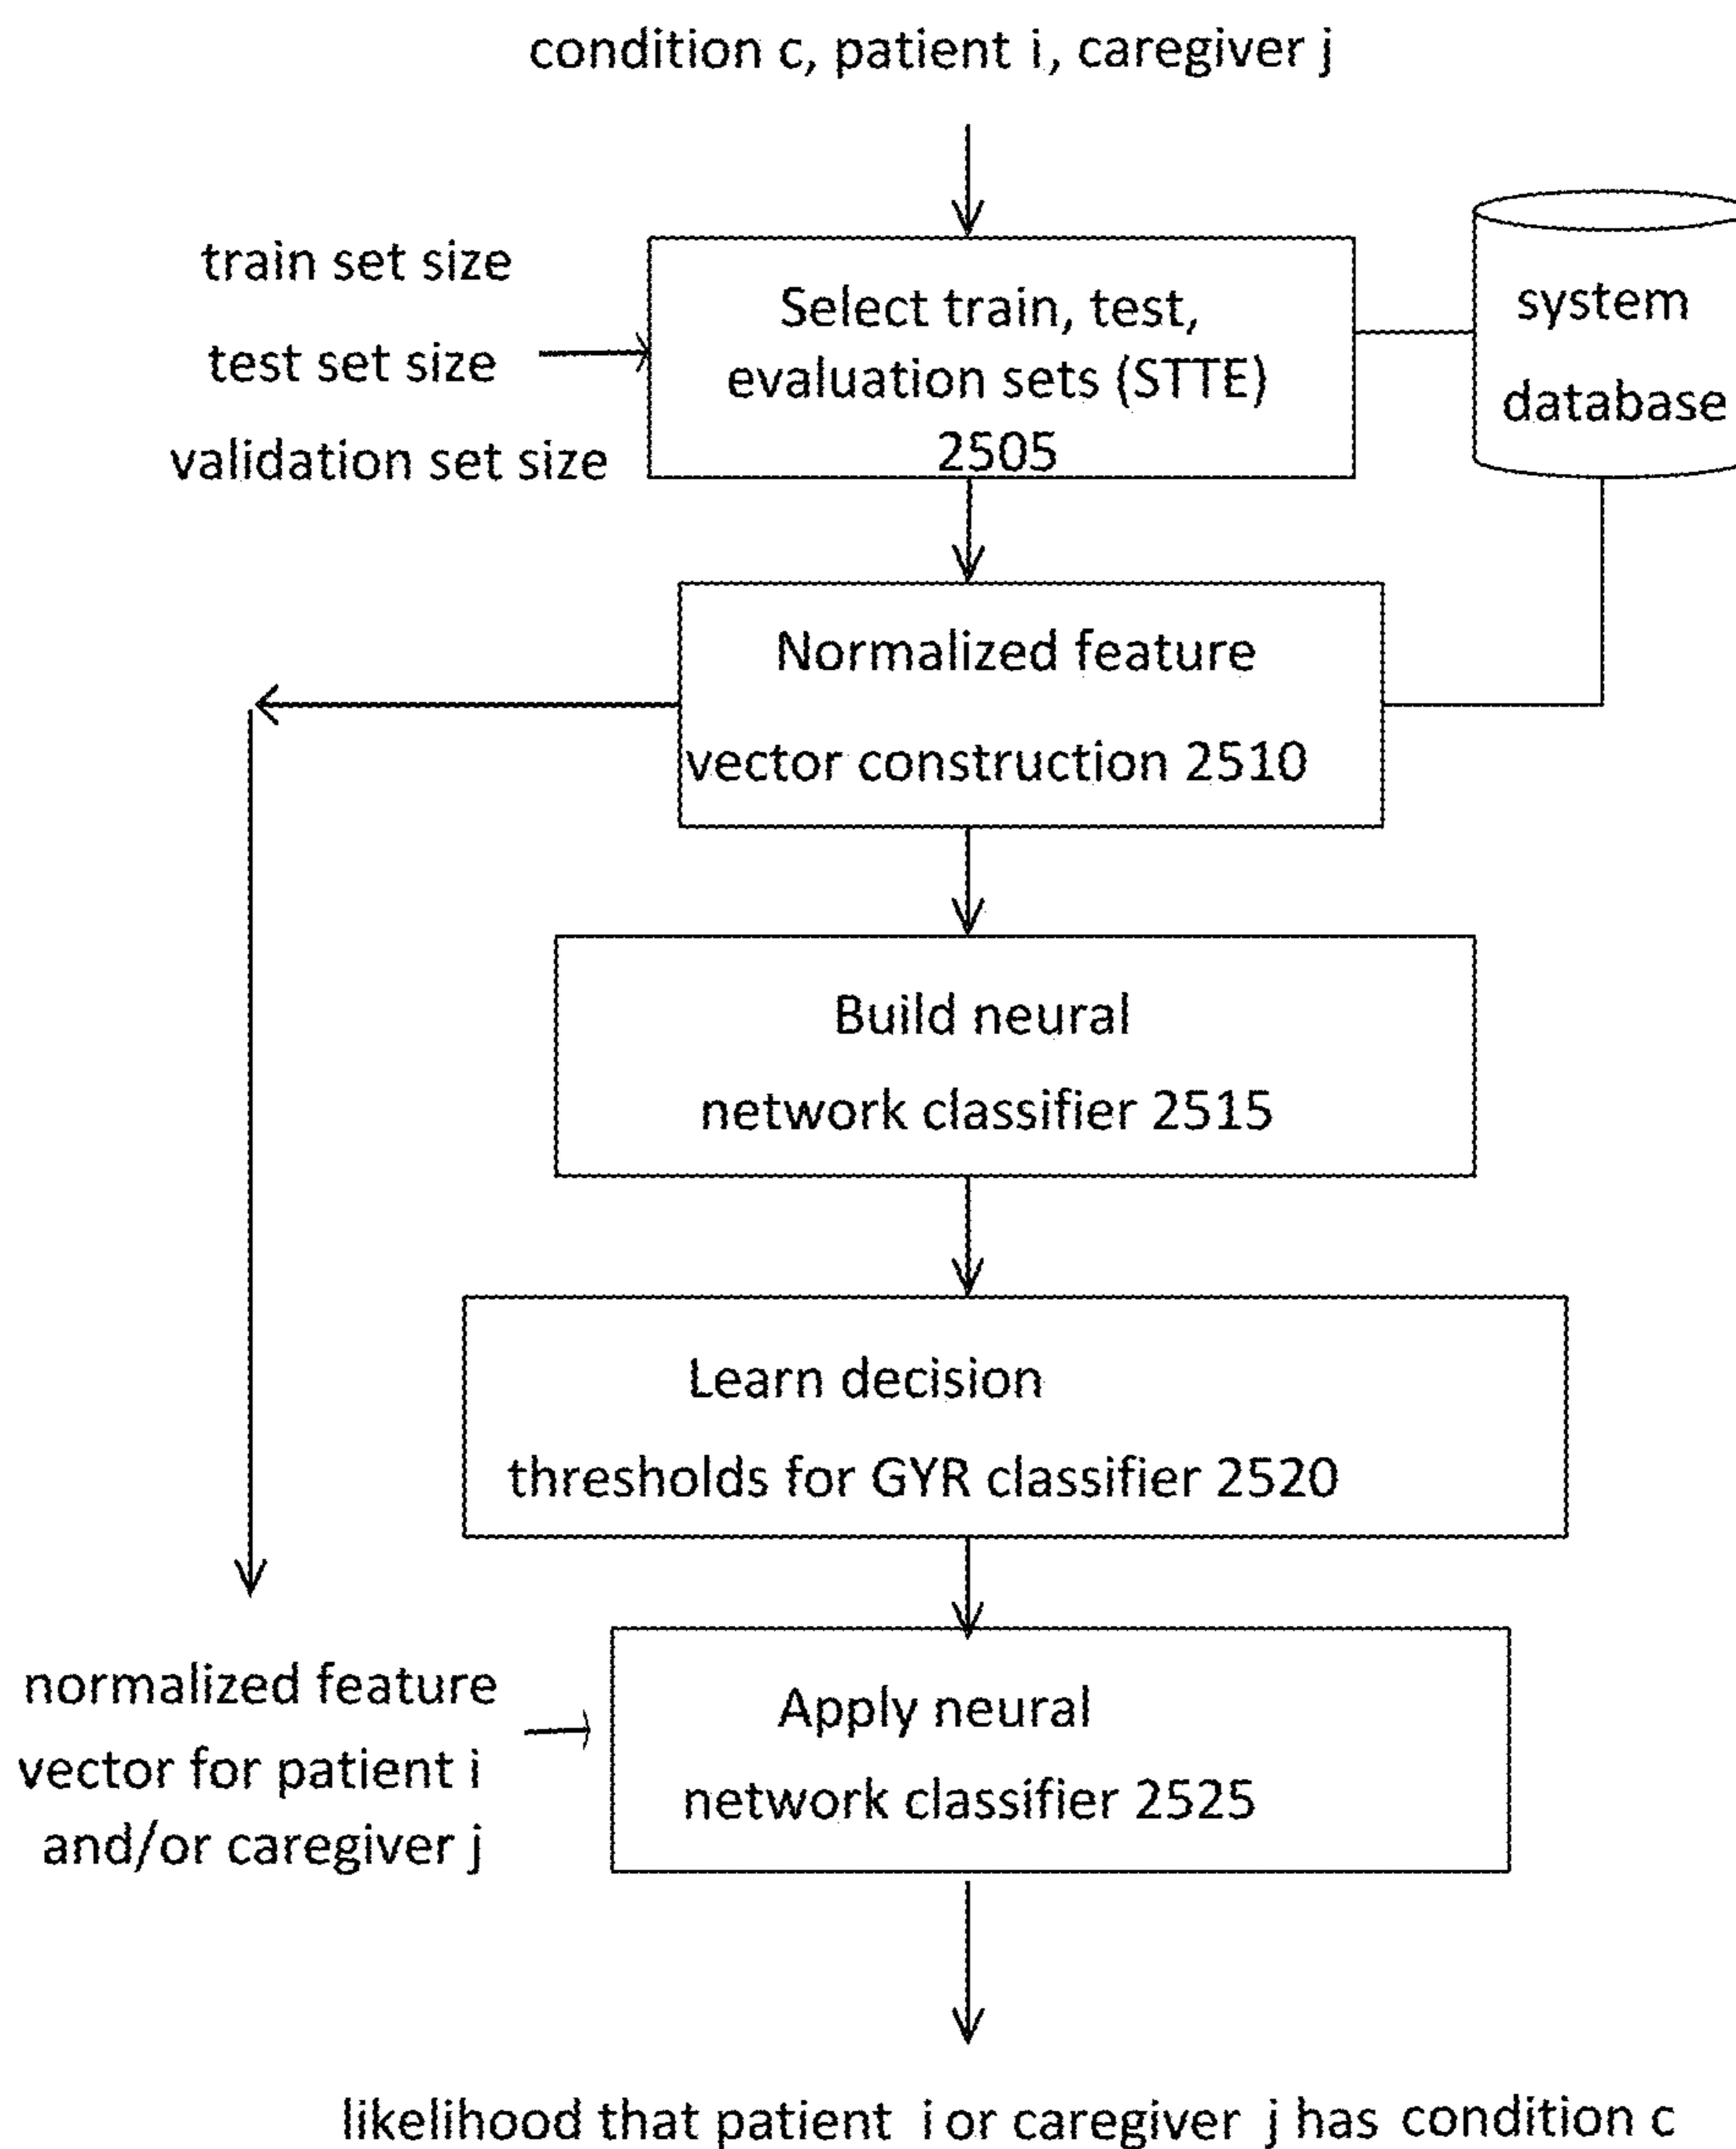 condition c, patient i, caregiver j
train set size
test set size
validation set size
Select train, test,
evaluation sets (STTE)
2505
system
database
Normalized feature
vector construction 2510
Build neural
network classifier 2515
Learn decision
thresholds for GYR classifier 2520
normalized feature
vector for patient i
and/or caregiver j
Apply neural
network classifier 2525
likelihood that patient i or caregiver j has condition c